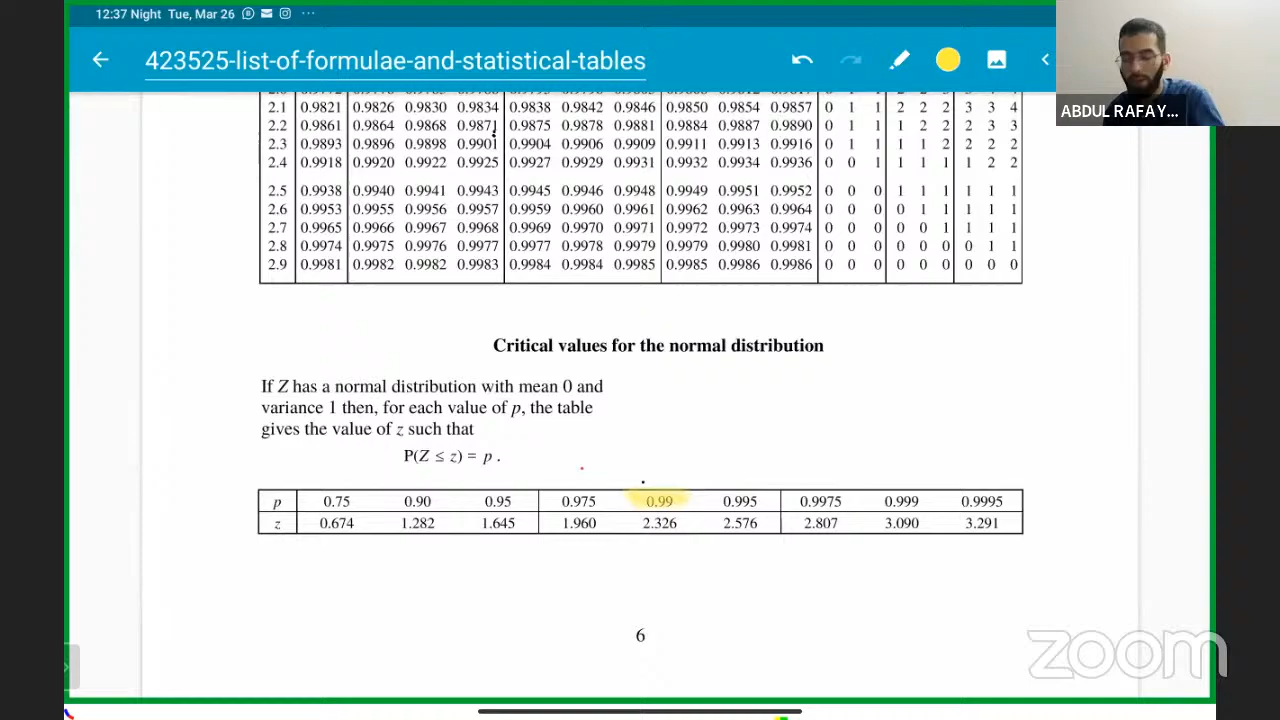 12:37 Night Tue, Mar 26 ···
423525-list-of-formulae-and-statistical-tables
ABDUL RAFAY...
2.1 0.9821 0.9826 0.9830 0.9834 0.9838 0.9842 0.9846 0.9850 0.9854 0.9857 0 1 1 2 2 2 3 3 4
2.2 0.9861 0.9864 0.9868 0.9871 0.9875 0.9878 0.9881 0.9884 0.9887 0.9890 0 1 1 1 2 2 2 3 3
2.3 0.9893 0.9896 0.9898 0.9901 0.9904 0.9906 0.9909 0.9911 0.9913 0.9916 0 1 1 1 1 2 2 2 2
2.4 0.9918 0.9920 0.9922 0.9925 0.9927 0.9929 0.9931 0.9932 0.9934 0.9936 0 0 1 1 1 1 1 2 2
2.5 0.9938 0.9940 0.9941 0.9943 0.9945 0.9946 0.9948 0.9949 0.9951 0.9952 0 0 0 1 1 1 1 1 1
2.6 0.9953 0.9955 0.9956 0.9957 0.9959 0.9960 0.9961 0.9962 0.9963 0.9964 0 0 0 0 1 1 1 1 1
2.7 0.9965 0.9966 0.9967 0.9968 0.9969 0.9970 0.9971 0.9972 0.9973 0.9974 0 0 0 0 0 1 1 1 1
2.8 0.9974 0.9975 0.9976 0.9977 0.9977 0.9978 0.9979 0.9979 0.9980 0.9981 0 0 0 0 0 0 0 1 1
2.9 0.9981 0.9982 0.9982 0.9983 0.9984 0.9984 0.9985 0.9985 0.9986 0.9986 0 0 0 0 0 0 0 0 0
Critical values for the normal distribution
If Z has a normal distribution with mean 0 and
variance 1 then, for each value of p, the table
gives the value of z such that
P(Z ≤ z) = p .
p 0.75 0.90 0.95 0.975 0.99 0.995 0.9975 0.999 0.9995
z 0.674 1.282 1.645 1.960 2.326 2.576 2.807 3.090 3.291
6
zoom